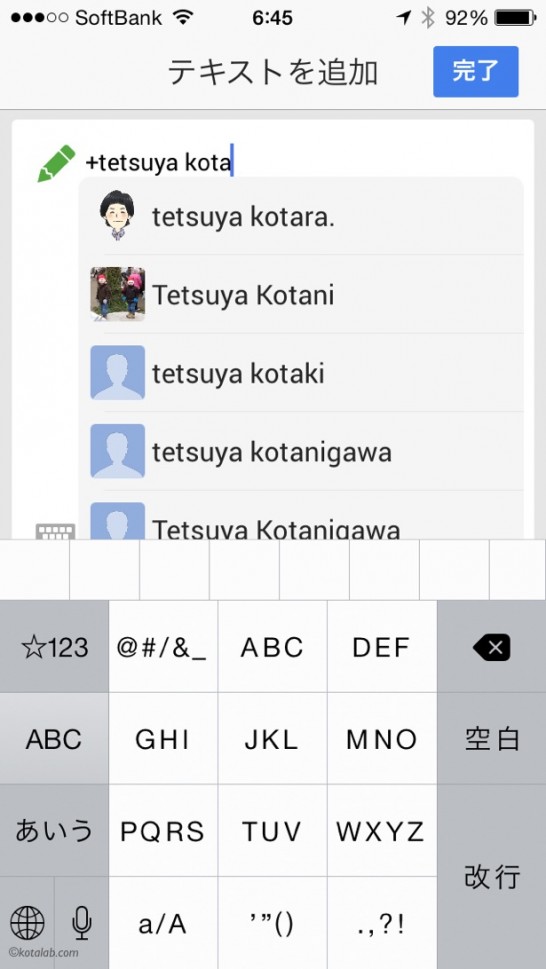 SoftBank 6:45 92%
テキストを追加 完了
+tetsuya kota
tetsuya kotara.
Tetsuya Kotani
tetsuya kotaki
tetsuya kotanigawa
Tetsuya Kotanigawa
☆123 @#/&_ ABC DEF
ABC GHI JKL MNO 空白
あいう PQRS TUV WXYZ 改行
a/A '"() .,?!
©kotalab.com